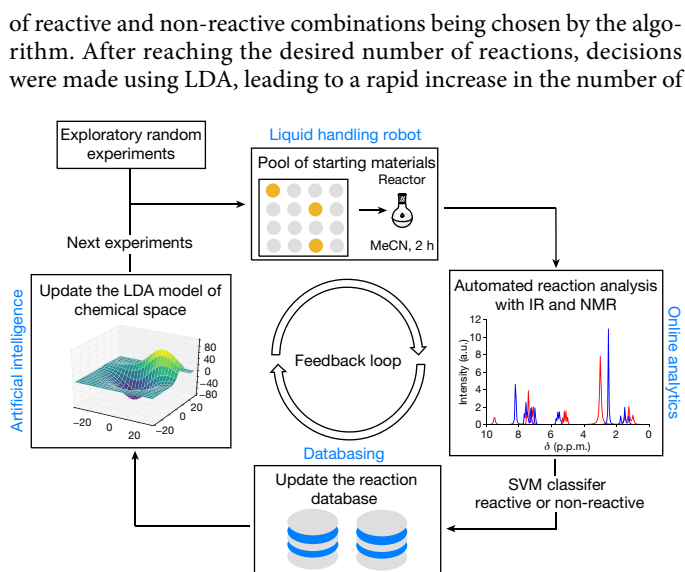 of reactive and non-reactive combinations being chosen by the algo-
rithm. After reaching the desired number of reactions, decisions
were made using LDA, leading to a rapid increase in the number of
Exploratory random
experiments
Liquid handling robot
Pool of starting materials
Reactor
MeCN, 2 h
Next experiments
Artificial intelligence
Update the LDA model of
chemical space
80
40
0
−40
−80
20
0
−20
−20
0
20
Feedback loop
Automated reaction analysis
with IR and NMR
Intensity (a.u.)
12
10
8
6
4
2
0
10
8
6
4
2
0
δ (p.p.m.)
Online analytics
SVM classifer
reactive or non-reactive
Databasing
Update the reaction
database